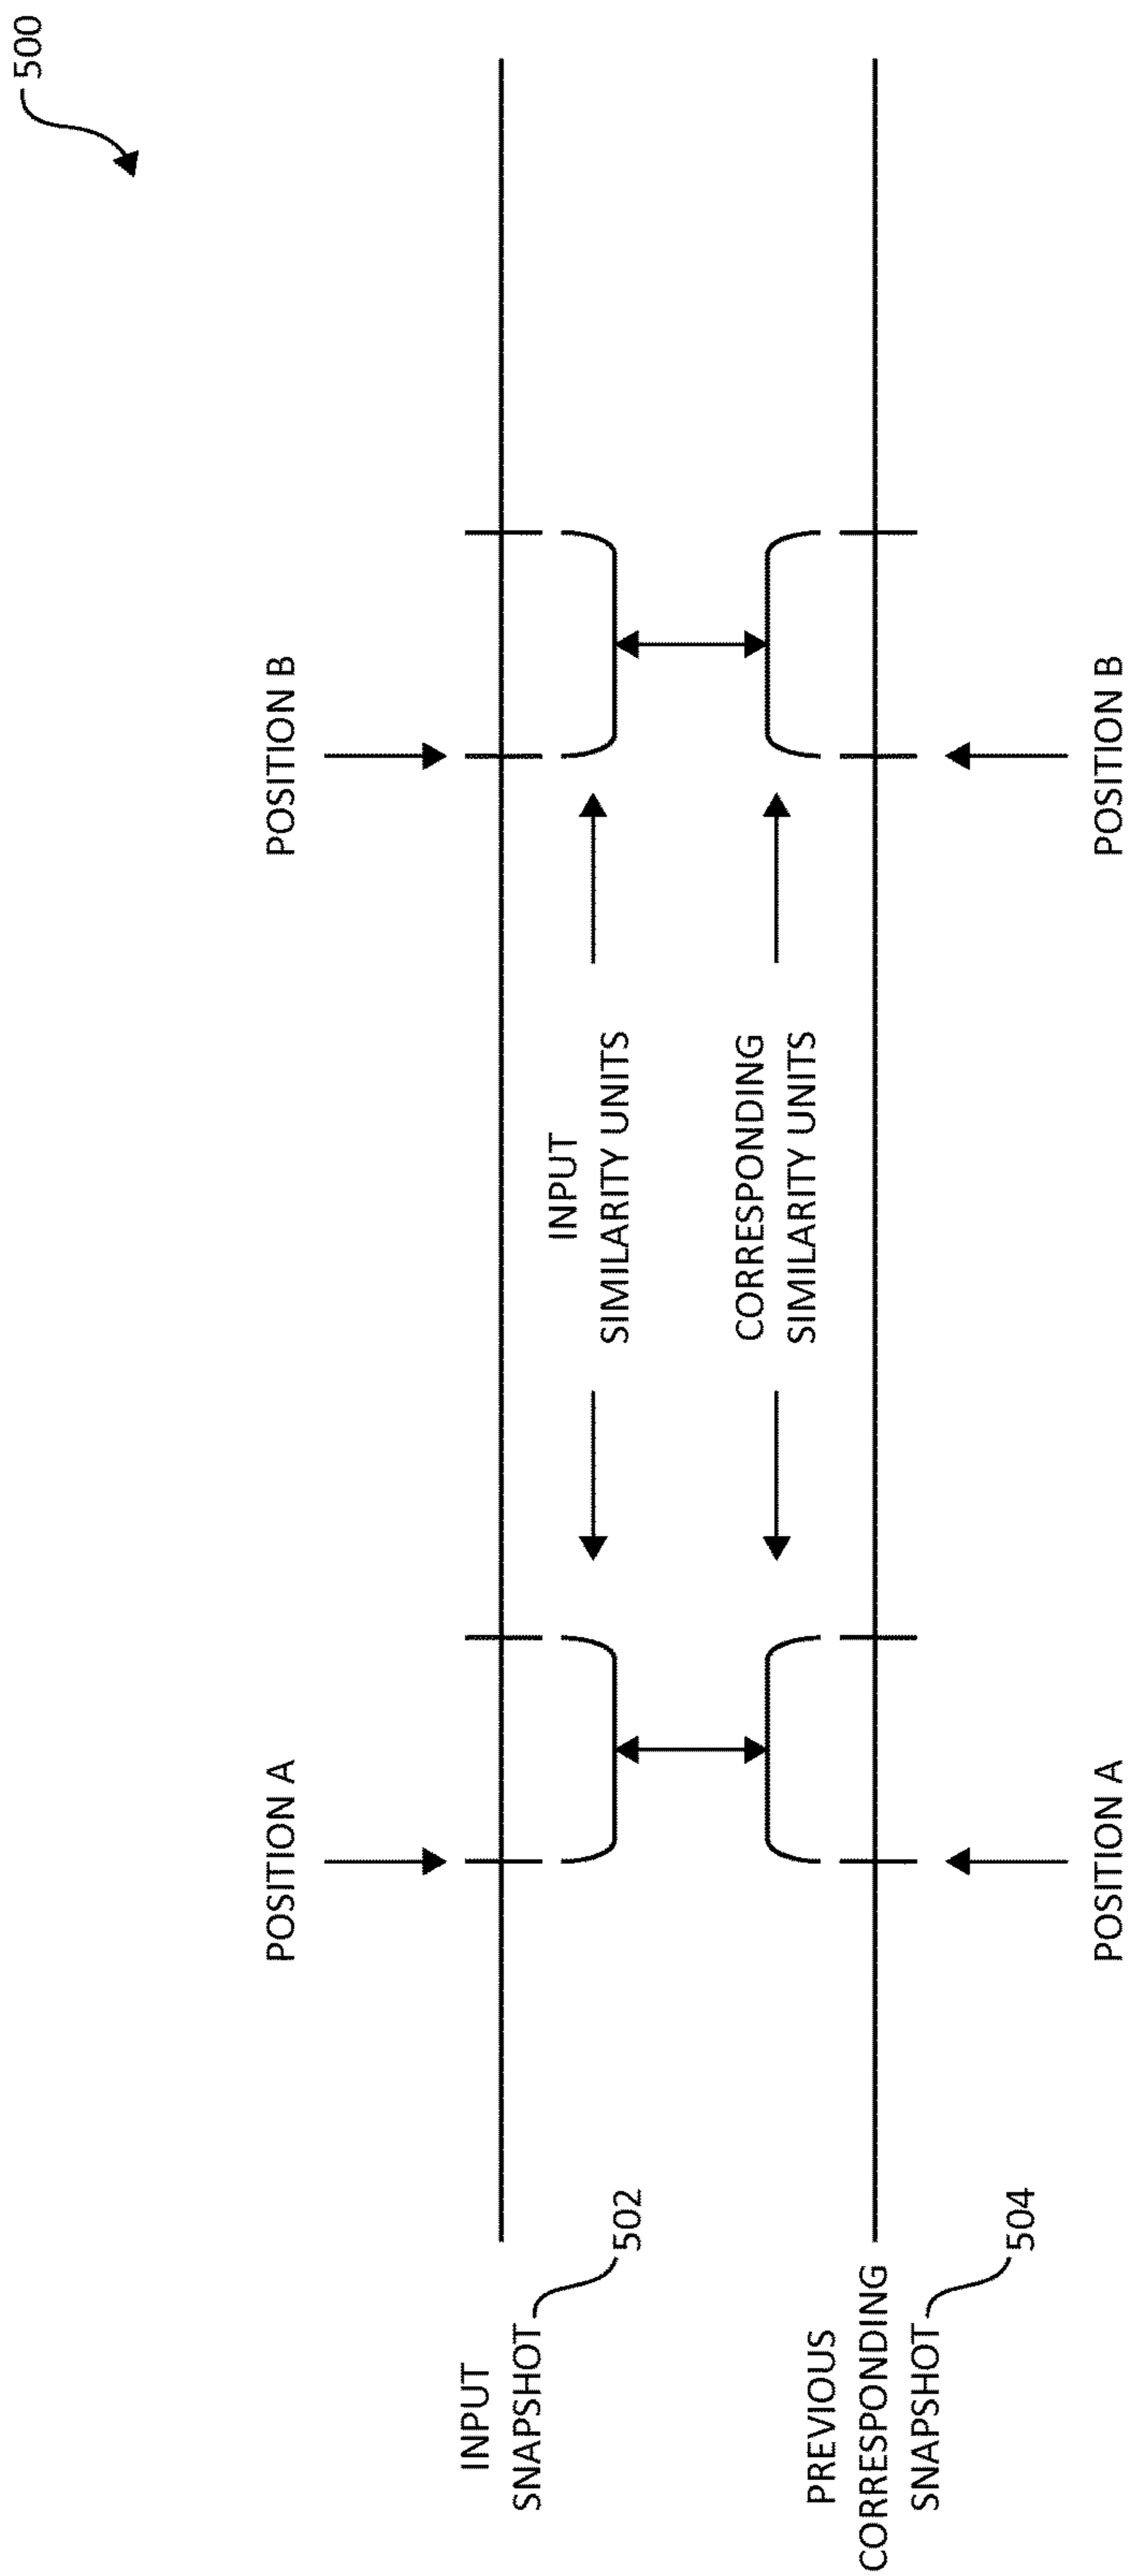 500
POSITION A
POSITION B
INPUT
SNAPSHOT
502
INPUT
SIMILARITY UNITS
CORRESPONDING
SIMILARITY UNITS
PREVIOUS
CORRESPONDING
SNAPSHOT
504
POSITION A
POSITION B